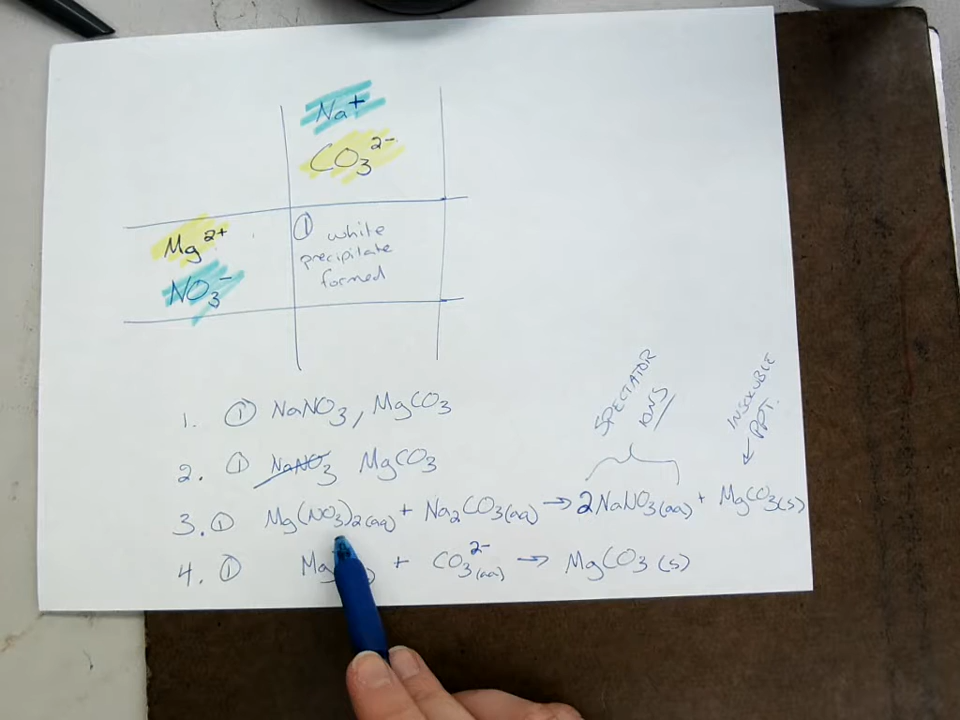 Na+
CO3 2-
Mg2+
NO3-
① white
precipitate
formed
SPECTATOR
IONS
INSOLUBLE
PPT.
1. ① NaNO3, MgCO3
2. ① NaNO3 MgCO3
3. ① Mg(NO3)2(aq) + Na2CO3(aq) → 2NaNO3(aq) + MgCO3(s)
4. ① Mg + CO3 2-(aq) → MgCO3(s)